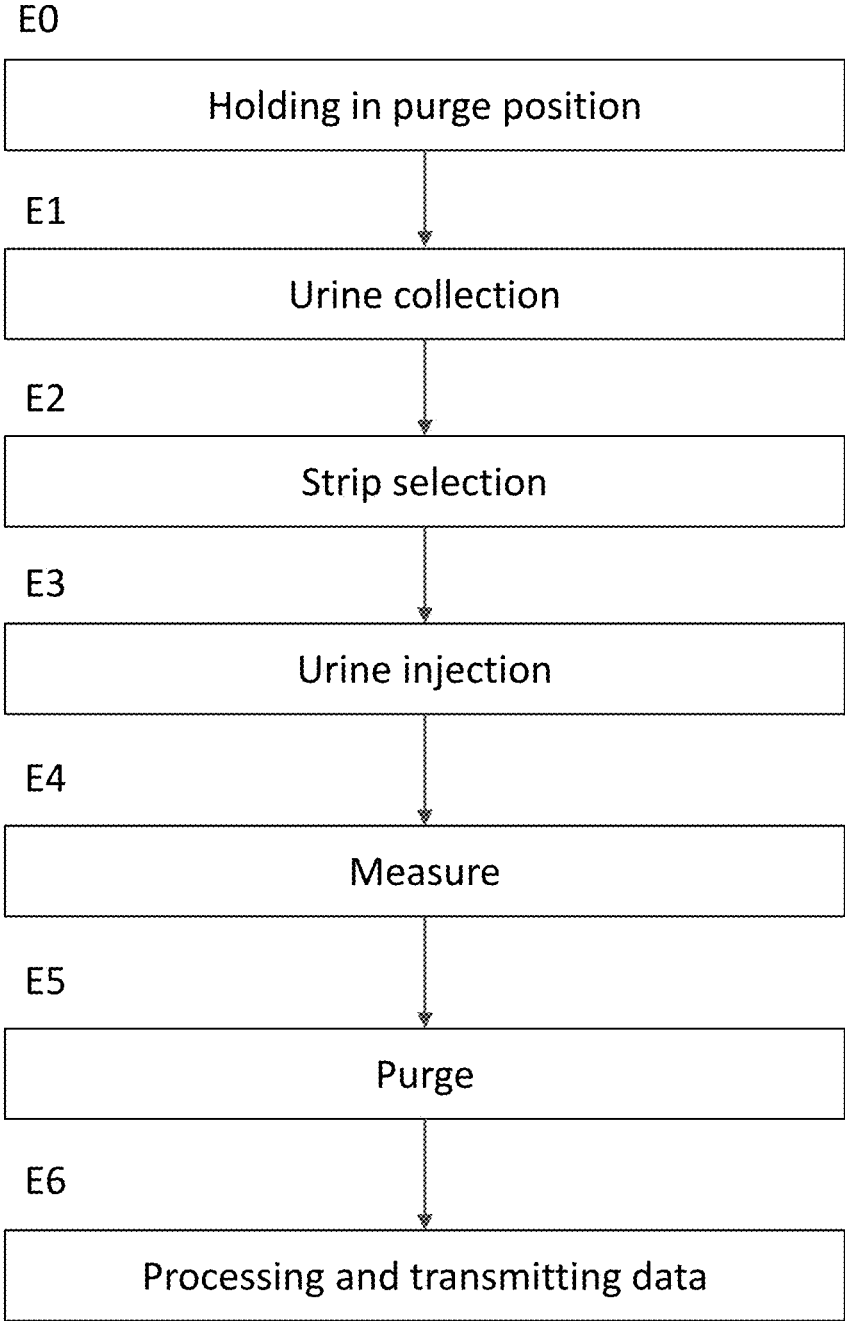 E0
Holding in purge position
E1
Urine collection
E2
Strip selection
E3
Urine injection
E4
Measure
E5
Purge
E6
Processing and transmitting data